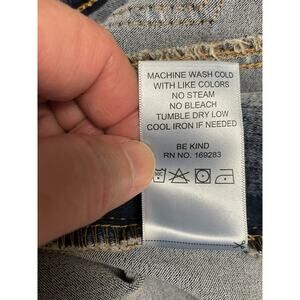 MACHINE WASH COLD
WITH LIKE COLORS
NO STEAM
NO BLEACH
TUMBLE DRY LOW
COOL IRON IF NEEDED
BE KIND
RN NO. 169283